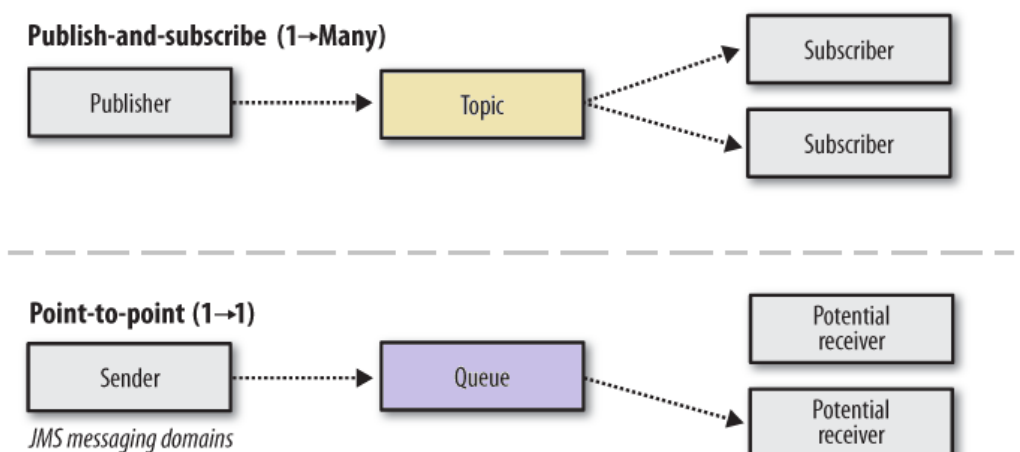 Publish-and-subscribe (1→Many)
Publisher
Topic
Subscriber
Subscriber
Point-to-point (1→1)
Sender
Queue
Potential
receiver
Potential
receiver
JMS messaging domains